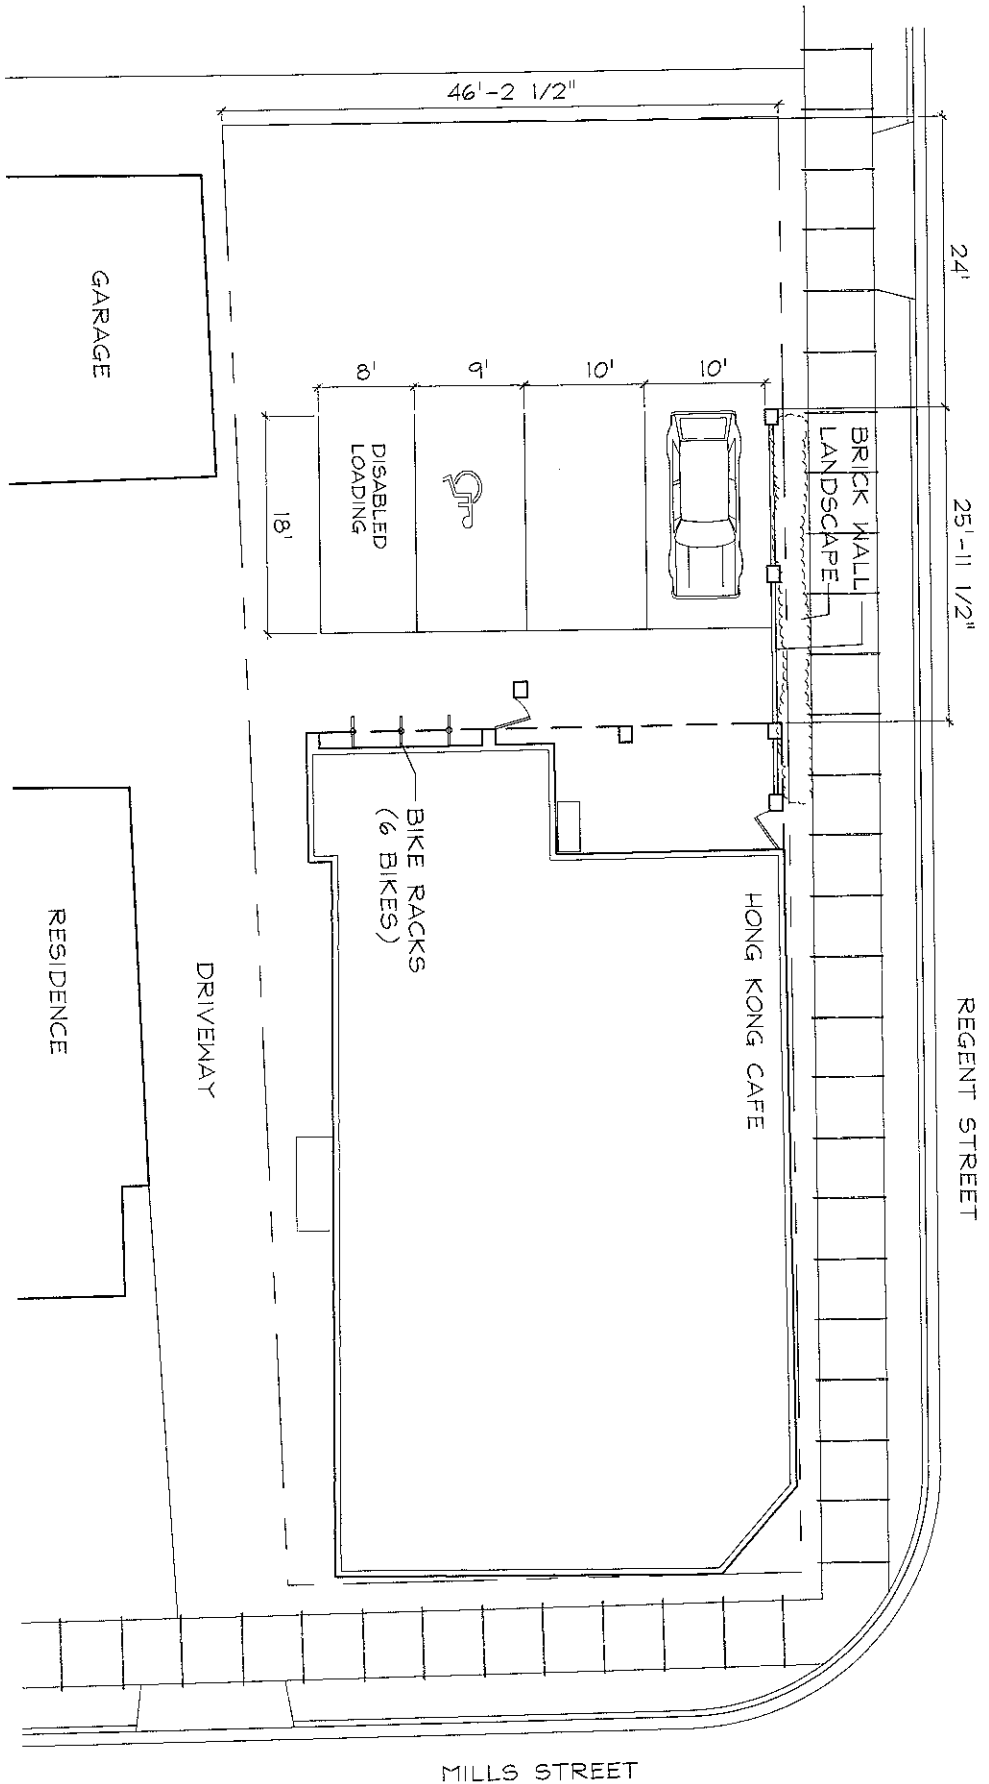 46'-2 1/2"
24'
25'-11 1/2"
8'
9'
10'
10'
18'
GARAGE
DISABLED
LOADING
BRICK WALL
LANDSCAPE
BIKE RACKS
(6 BIKES)
HONG KONG CAFE
REGENT STREET
RESIDENCE
DRIVEWAY
MILLS STREET